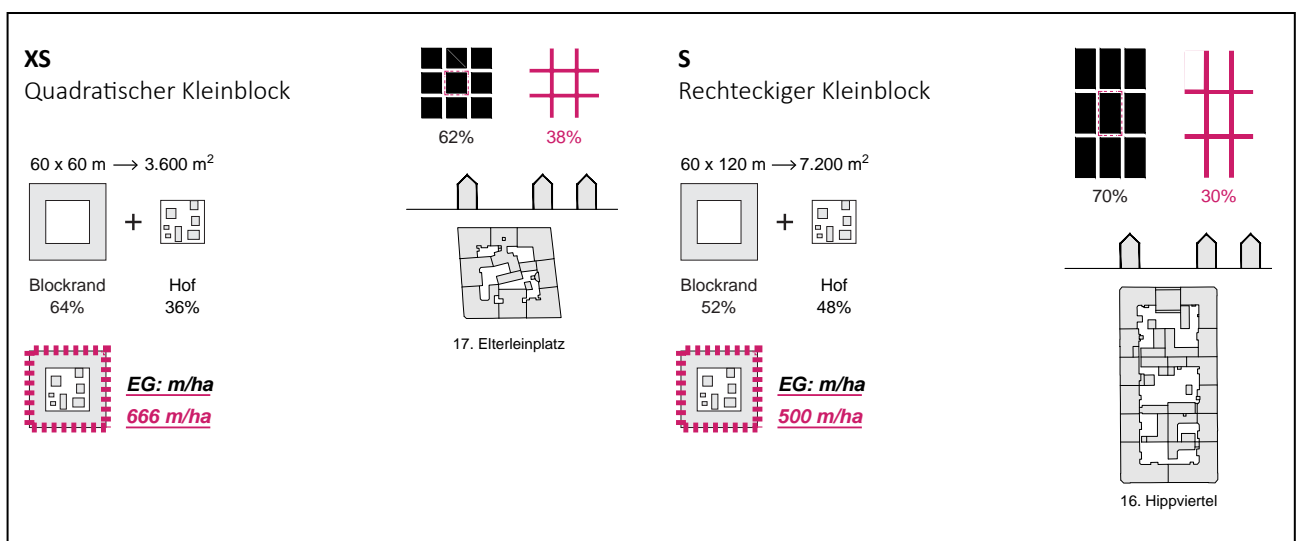 XS
Quadratischer Kleinblock
62%
38%
60 x 60 m → 3.600 m²
+
Blockrand
64%
Hof
36%
17. Elterleinplatz
EG: m/ha
666 m/ha
S
Rechteckiger Kleinblock
70%
30%
60 x 120 m → 7.200 m²
+
Blockrand
52%
Hof
48%
EG: m/ha
500 m/ha
16. Hippviertel